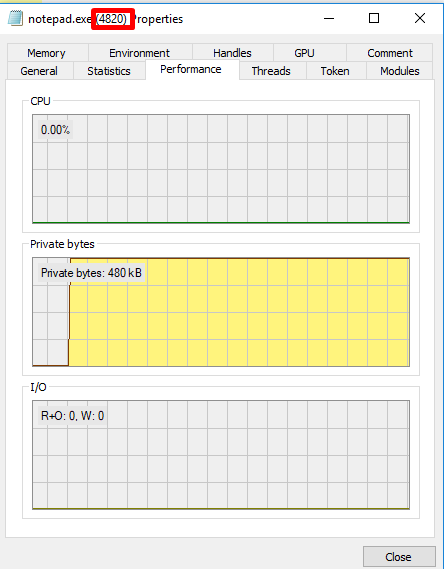 notepad.exe (4820) Properties
Memory Environment Handles GPU Comment
General Statistics Performance Threads Token Modules
CPU
0.00%
Private bytes
Private bytes: 480 kB
I/O
R+O: 0, W: 0
Close